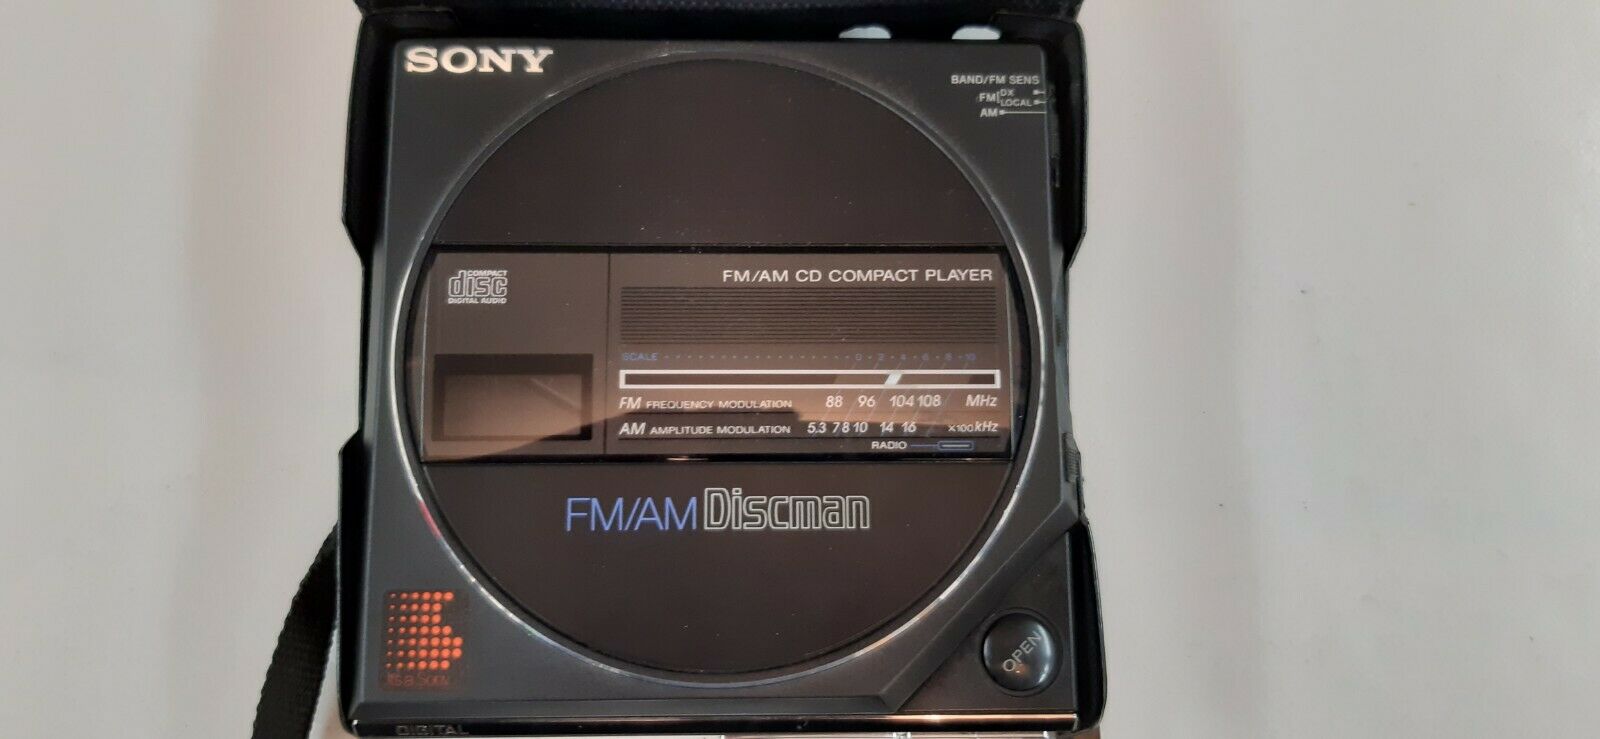 SONY
BAND/FM SENS
FM DX
LOCAL
AM
COMPACT
disc
DIGITAL AUDIO
FM/AM CD COMPACT PLAYER
SCALE 0 2 4 6 8 10
FM FREQUENCY MODULATION 88 96 104 108 MHz
AM AMPLITUDE MODULATION 5.3 7 8 10 14 16 ×100 kHz
RADIO
FM/AM Discman
It's a Sony
OPEN
DIGITAL